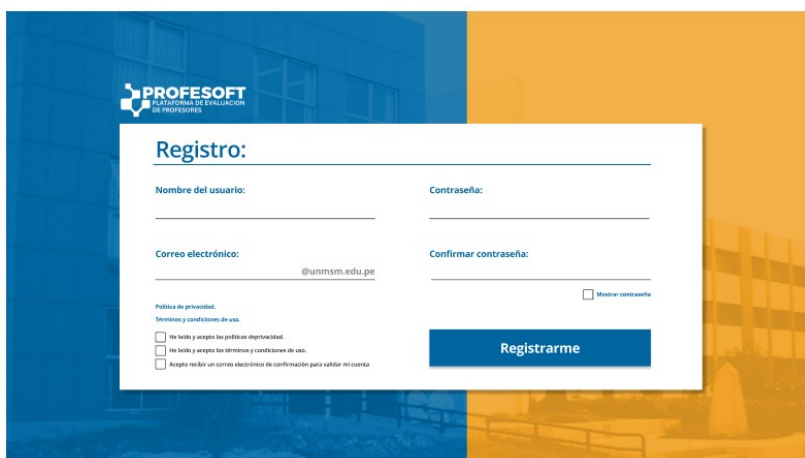 PROFESOFT
PLATAFORMA DE EVALUACION
DE PROFESORES
Registro:
Nombre del usuario:
Contraseña:
Correo electrónico:
@unmsm.edu.pe
Confirmar contraseña:
Mostrar contraseña
Política de privacidad.
Términos y condiciones de uso.
He leído y acepto las políticas deprivacidad.
He leído y acepto los términos y condiciones de uso.
Acepto recibir un correo electrónico de confirmación para validar mi cuenta
Registrarme